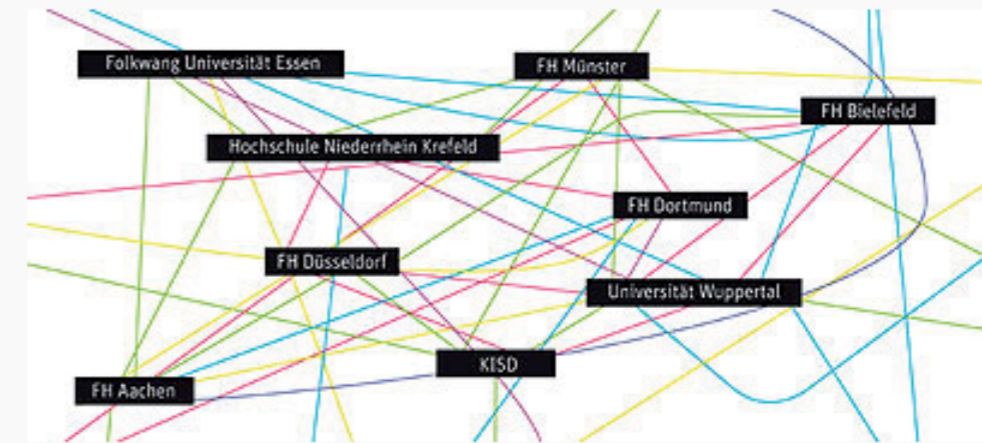 Folkwang Universität Essen
FH Münster
FH Bielefeld
Hochschule Niederrhein Krefeld
FH Dortmund
FH Düsseldorf
Universität Wuppertal
KISD
FH Aachen